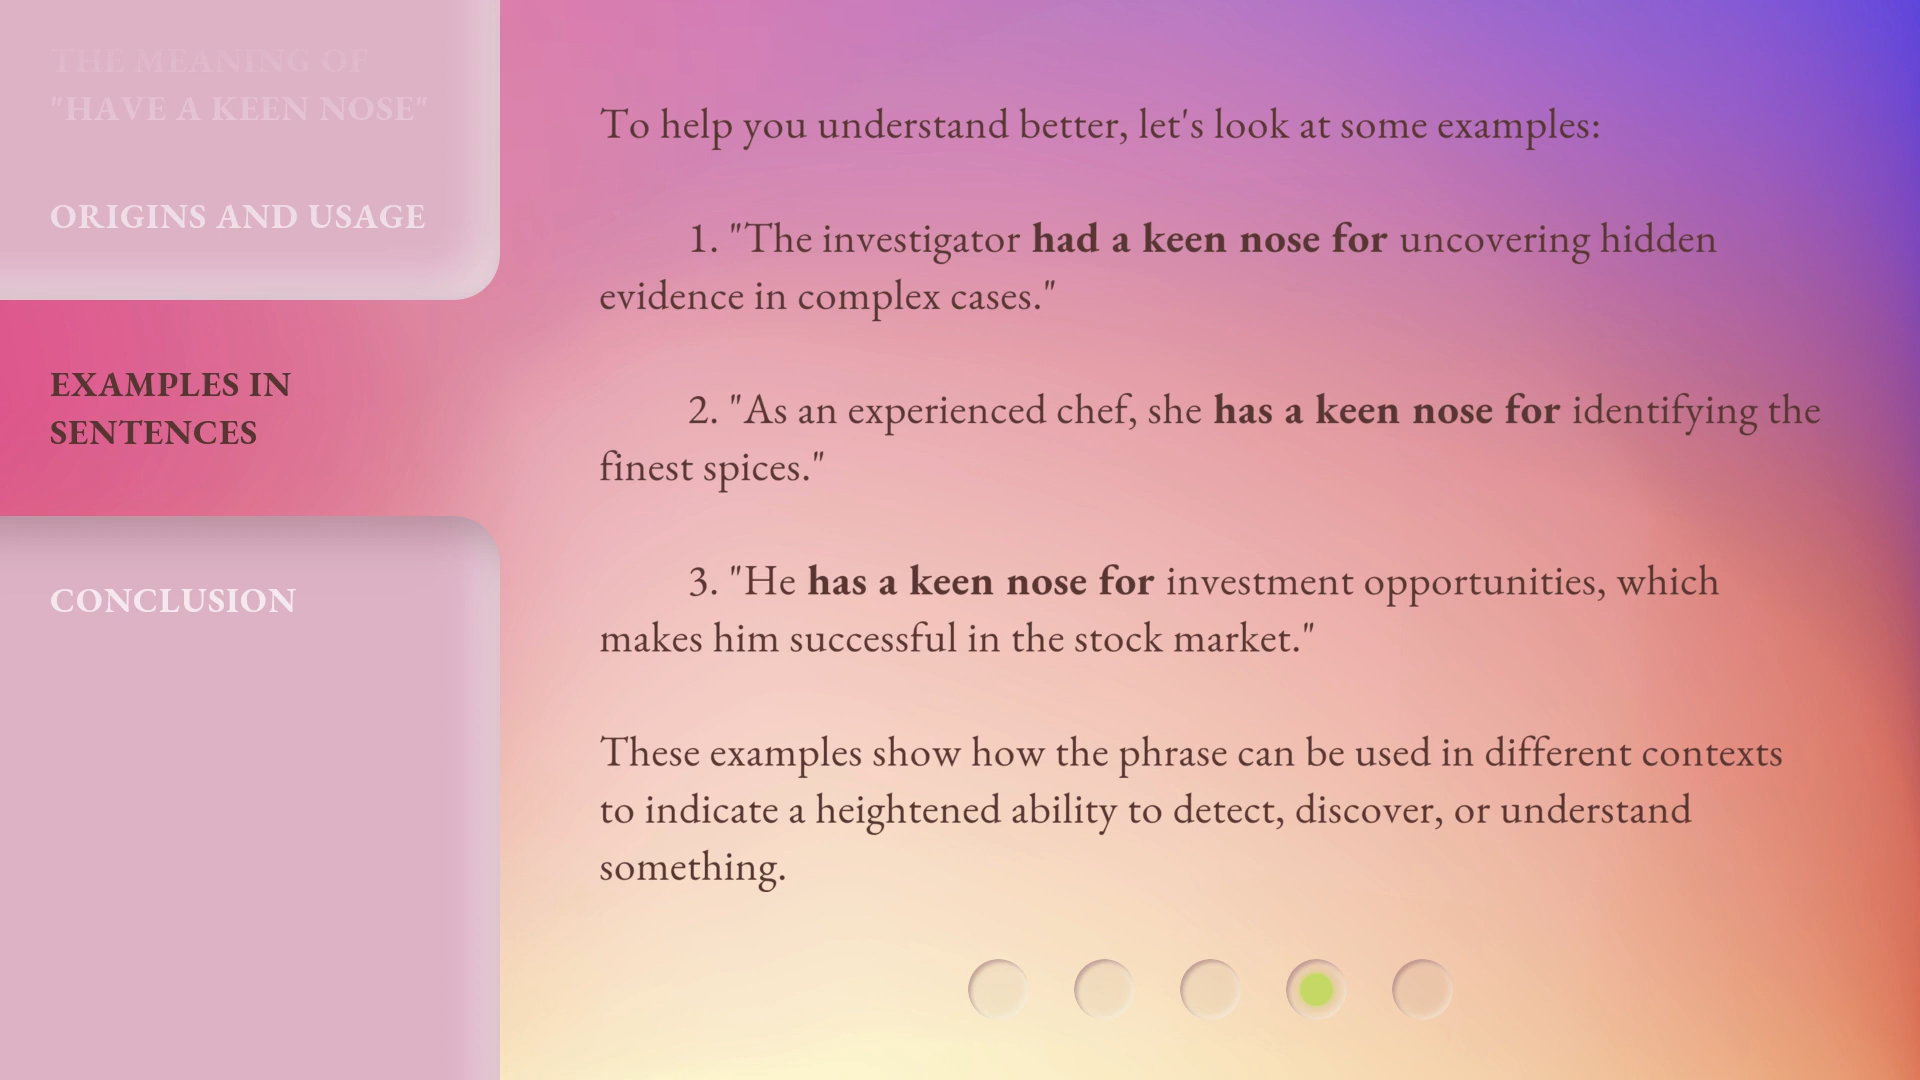 THE MEANING OF
"HAVE A KEEN NOSE"
ORIGINS AND USAGE
EXAMPLES IN
SENTENCES
CONCLUSION
To help you understand better, let's look at some examples:
1. "The investigator had a keen nose for uncovering hidden
evidence in complex cases."
2. "As an experienced chef, she has a keen nose for identifying the
finest spices."
3. "He has a keen nose for investment opportunities, which
makes him successful in the stock market."
These examples show how the phrase can be used in different contexts
to indicate a heightened ability to detect, discover, or understand
something.